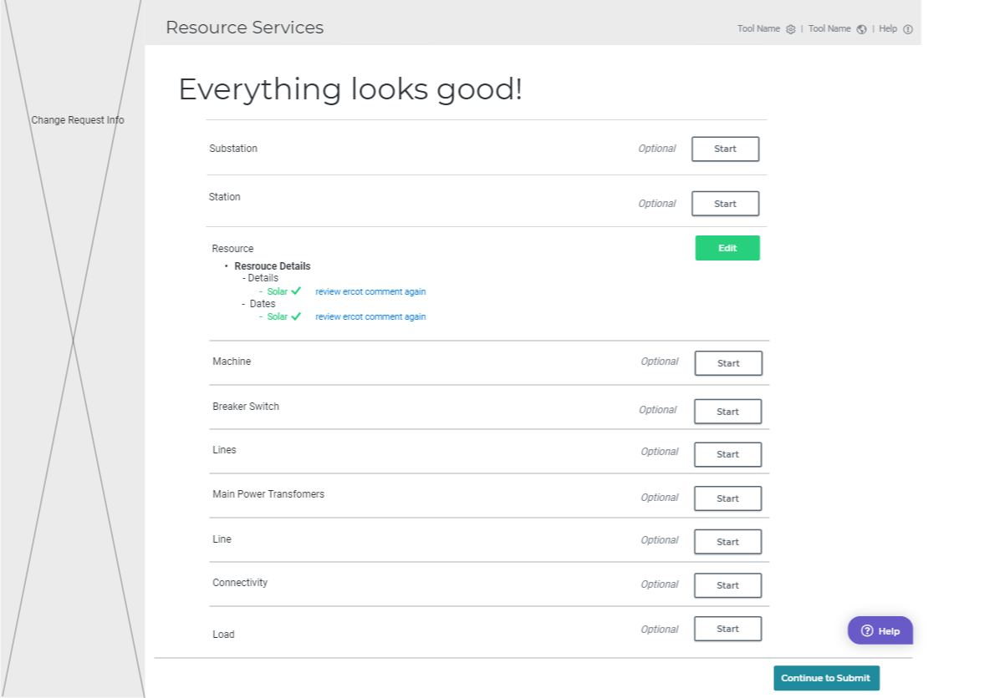 Resource Services
Tool Name | Tool Name | Help
Everything looks good!
Change Request Info
Substation Optional Start
Station Optional Start
Resource Edit
• Resrouce Details
- Details
- Solar ✓ review ercot comment again
- Dates
- Solar ✓ review ercot comment again
Machine Optional Start
Breaker Switch Optional Start
Lines Optional Start
Main Power Transfomers Optional Start
Line Optional Start
Connectivity Optional Start
Load Optional Start
? Help
Continue to Submit